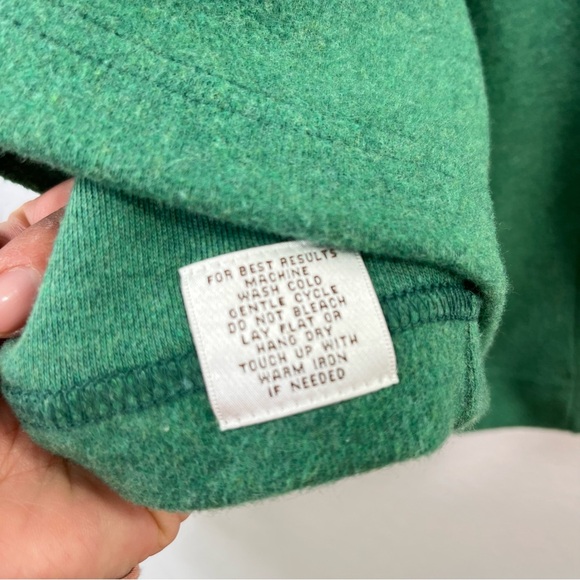 FOR BEST RESULTS
MACHINE
WASH COLD
GENTLE CYCLE
DO NOT BLEACH
LAY FLAT OR
HAND DRY
TOUCH UP WITH
WARM IRON
IF NEEDED